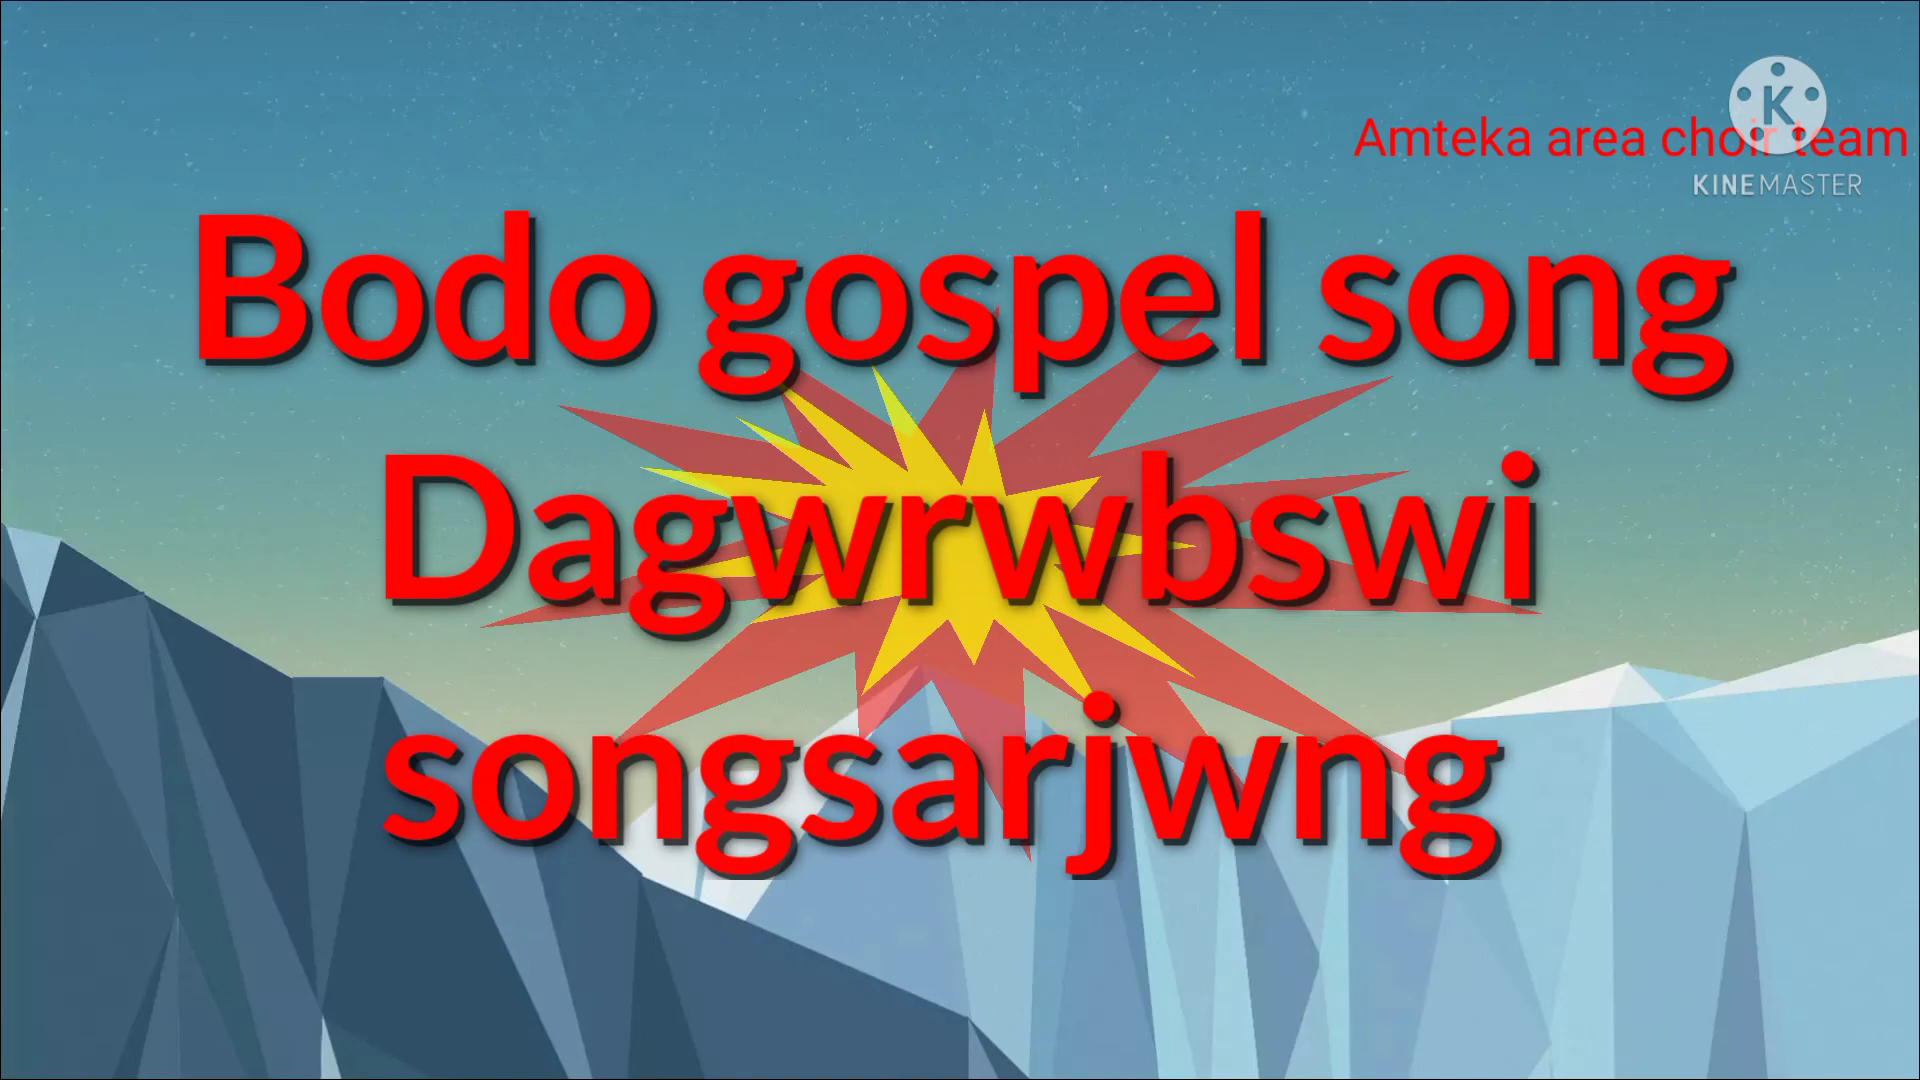 Amteka area choir team
KINEMASTER
Bodo gospel song
Dagwrwbswi
songsarjwng